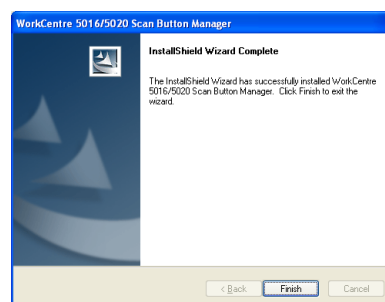 WorkCentre 5016/5020 Scan Button Manager
InstallShield Wizard Complete
The InstallShield Wizard has successfully installed WorkCentre
5016/5020 Scan Button Manager. Click Finish to exit the
wizard.
< Back Finish Cancel